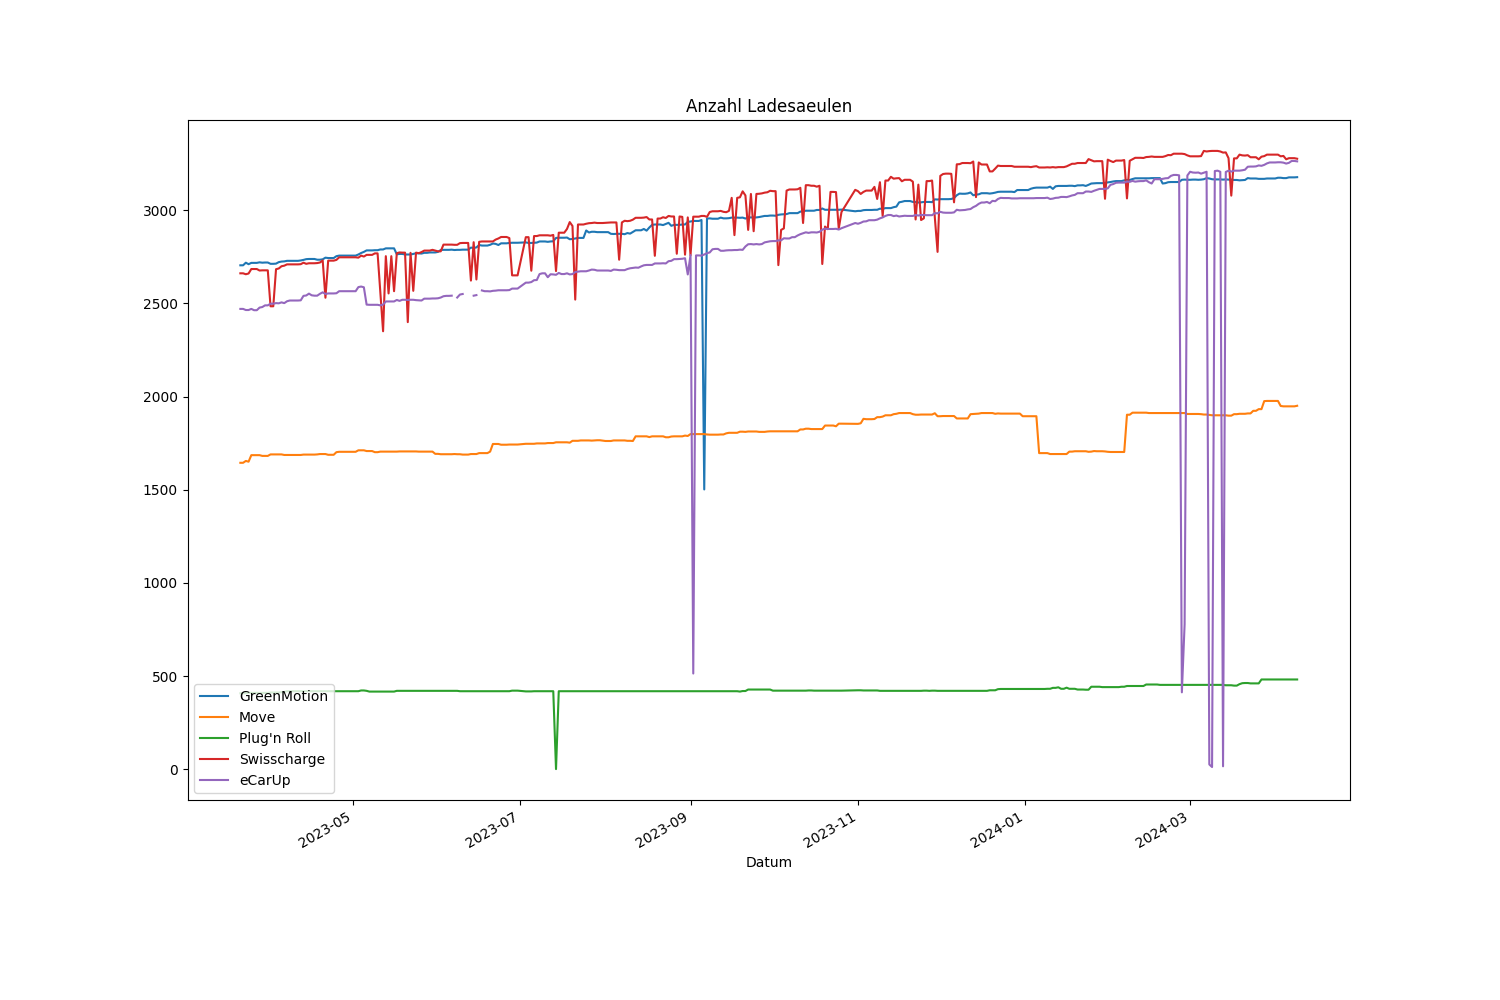 Anzahl Ladesaeulen
3000
2500
2000
1500
1000
500
0
GreenMotion
Move
Plug'n Roll
Swisscharge
eCarUp
2023-05
2023-07
2023-09
2023-11
2024-01
2024-03
Datum